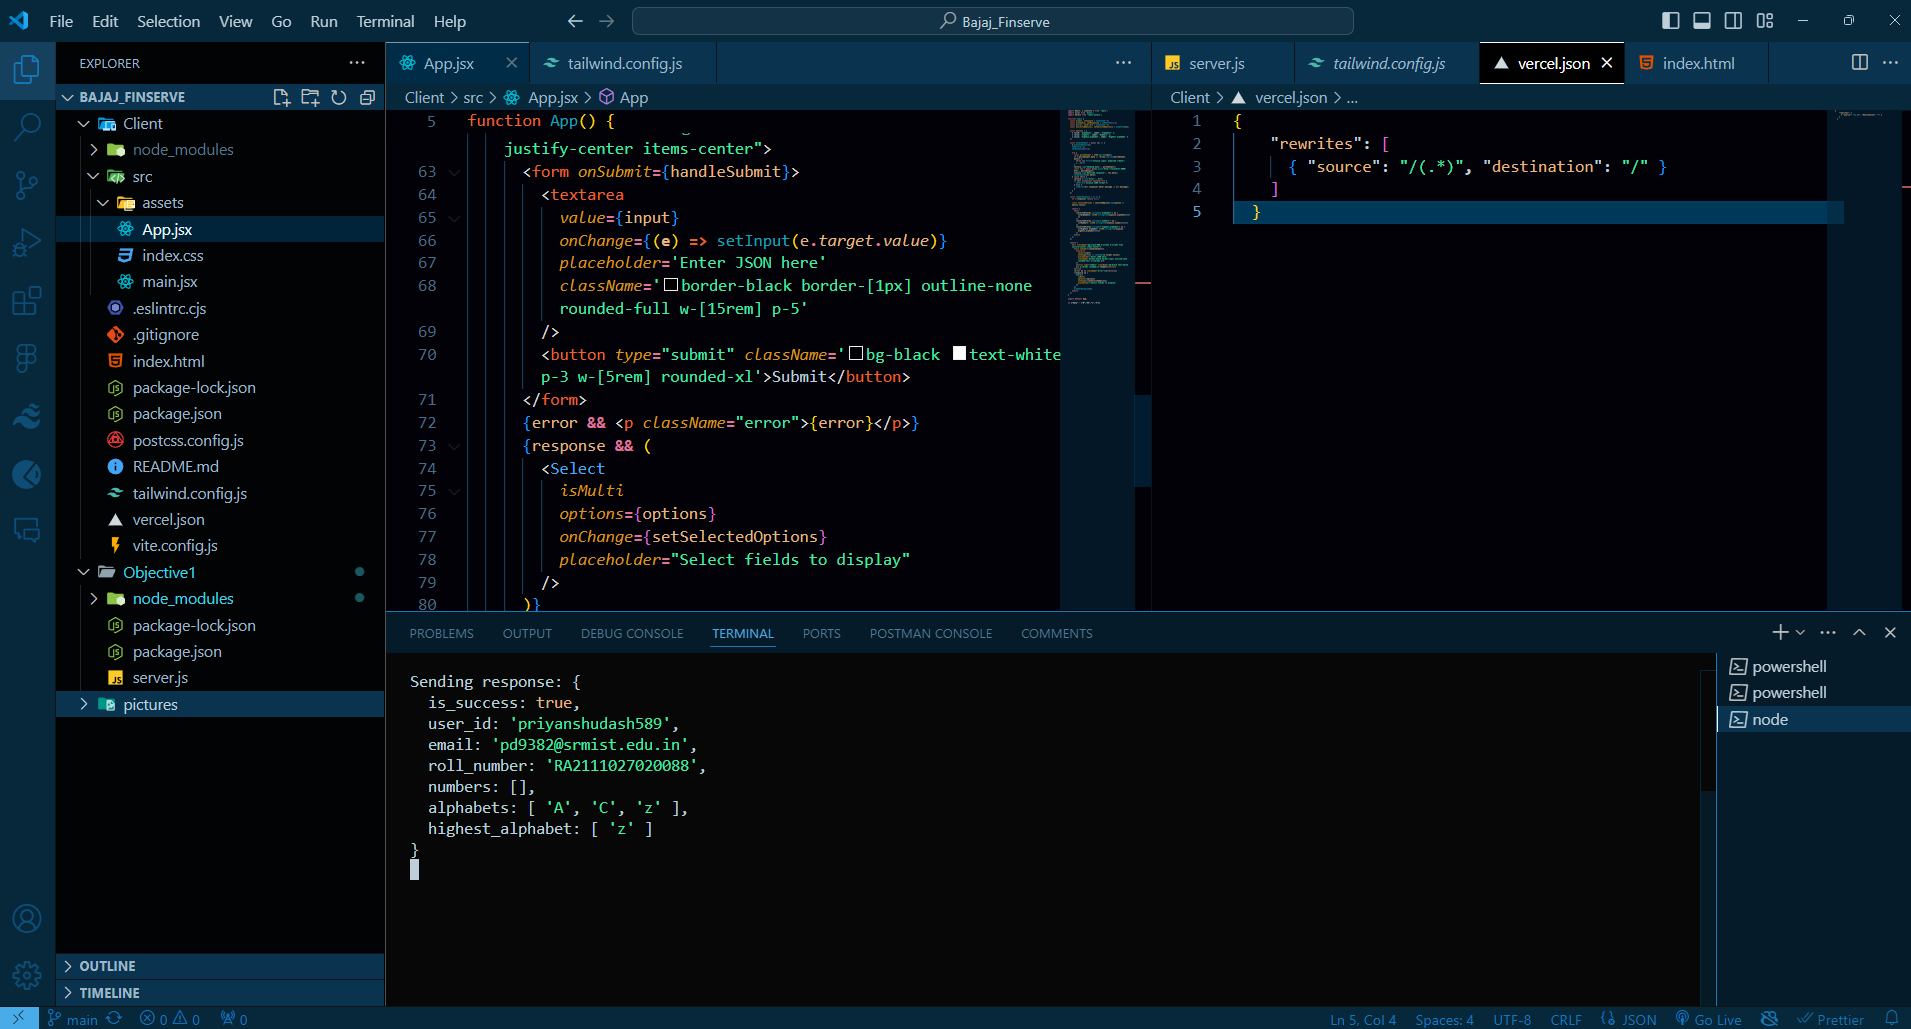 File Edit Selection View Go Run Terminal Help
Bajaj_Finserve
EXPLORER
BAJAJ_FINSERVE
Client
node_modules
src
assets
App.jsx
index.css
main.jsx
.eslintrc.cjs
.gitignore
index.html
package-lock.json
package.json
postcss.config.js
README.md
tailwind.config.js
vercel.json
vite.config.js
Objective1
node_modules
package-lock.json
package.json
server.js
pictures
OUTLINE
TIMELINE
App.jsx tailwind.config.js
Client > src > App.jsx > App
5 function App() {
justify-center items-center">
63 <form onSubmit={handleSubmit}>
64 <textarea
65 value={input}
66 onChange={(e) => setInput(e.target.value)}
67 placeholder='Enter JSON here'
68 className='border-black border-[1px] outline-none
rounded-full w-[15rem] p-5'
69 />
70 <button type="submit" className='bg-black text-white
p-3 w-[5rem] rounded-xl'>Submit</button>
71 </form>
72 {error && <p className="error">{error}</p>}
73 {response && (
74 <Select
75 isMulti
76 options={options}
77 onChange={setSelectedOptions}
78 placeholder="Select fields to display"
79 />
80 )}
server.js tailwind.config.js vercel.json index.html
Client > vercel.json > ...
1 {
2 "rewrites": [
3 { "source": "/(.*)", "destination": "/" }
4 ]
5 }
PROBLEMS OUTPUT DEBUG CONSOLE TERMINAL PORTS POSTMAN CONSOLE COMMENTS
Sending response: {
is_success: true,
user_id: 'priyanshudash589',
email: 'pd9382@srmist.edu.in',
roll_number: 'RA2111027020088',
numbers: [],
alphabets: [ 'A', 'C', 'z' ],
highest_alphabet: [ 'z' ]
}
powershell
powershell
node
main 0 0 0 Ln 5, Col 4 Spaces: 4 UTF-8 CRLF JSON Go Live Prettier